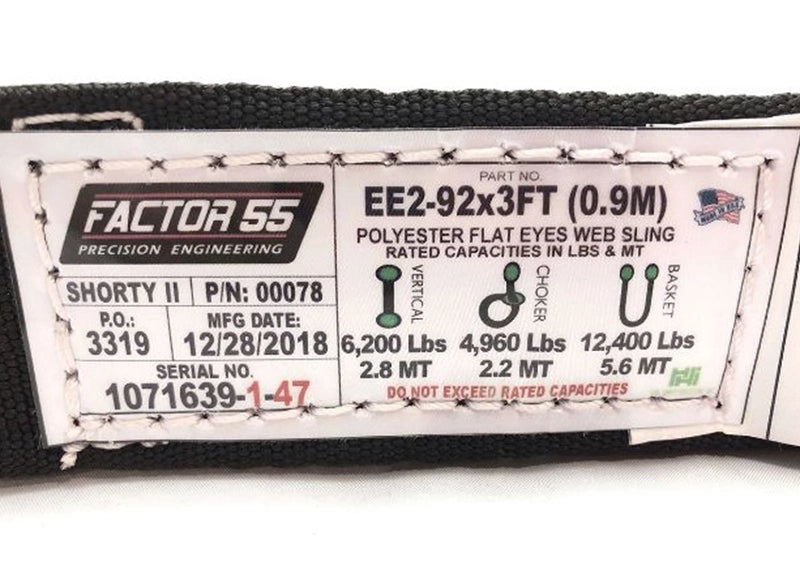 FACTOR 55
PRECISION ENGINEERING
SHORTY II P/N: 00078
P.O.: MFG DATE:
3319 12/28/2018
SERIAL NO.
1071639-1-47
PART NO.
EE2-92x3FT (0.9M)
MADE IN USA
POLYESTER FLAT EYES WEB SLING
RATED CAPACITIES IN LBS & MT
VERTICAL CHOKER BASKET
6,200 Lbs 4,960 Lbs 12,400 Lbs
2.8 MT 2.2 MT 5.6 MT
DO NOT EXCEED RATED CAPACITIES